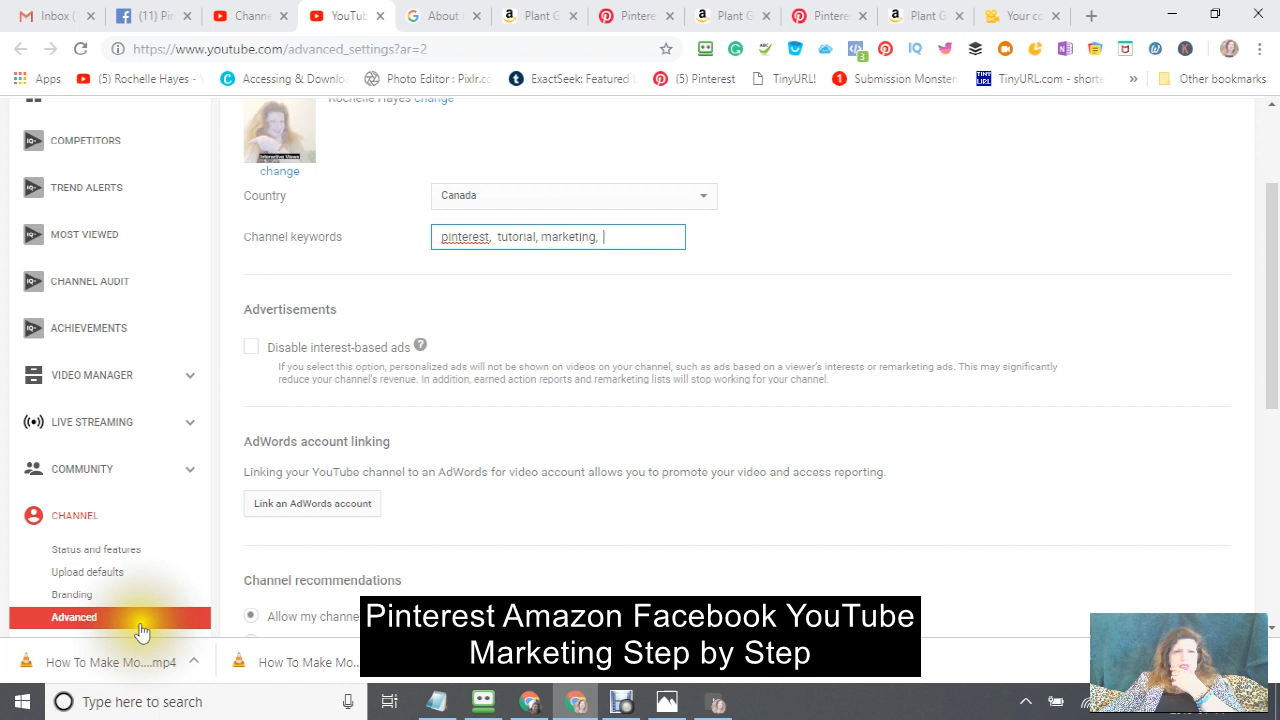 Inbox (
(11) Pin
Channe
YouTub
About (
Plant G
Pintere
Plant G
Pintere
Plant G
Your cc
https://www.youtube.com/advanced_settings?ar=2
3
Apps
(5) Rochelle Hayes -
Accessing & Downlo
Photo Editor : Pixlr.co
ExactSeek: Featured
(5) Pinterest
TinyURL!
Submission Monster
TinyURL.com - shorte
»
Other bookmarks
Rochelle Hayes change
change
COMPETITORS
TREND ALERTS
MOST VIEWED
CHANNEL AUDIT
ACHIEVEMENTS
VIDEO MANAGER
LIVE STREAMING
COMMUNITY
CHANNEL
Status and features
Upload defaults
Branding
Advanced
Country Canada
Channel keywords pinterest, tutorial, marketing,
Advertisements
Disable interest-based ads ?
If you select this option, personalized ads will not be shown on videos on your channel, such as ads based on a viewer's interests or remarketing ads. This may significantly
reduce your channel's revenue. In addition, earned action reports and remarketing lists will stop working for your channel.
AdWords account linking
Linking your YouTube channel to an AdWords for video account allows you to promote your video and access reporting.
Link an AdWords account
Channel recommendations
Allow my channe
Pinterest Amazon Facebook YouTube
Marketing Step by Step
How To Make Mo....mp4
How To Make Mo..
Type here to search